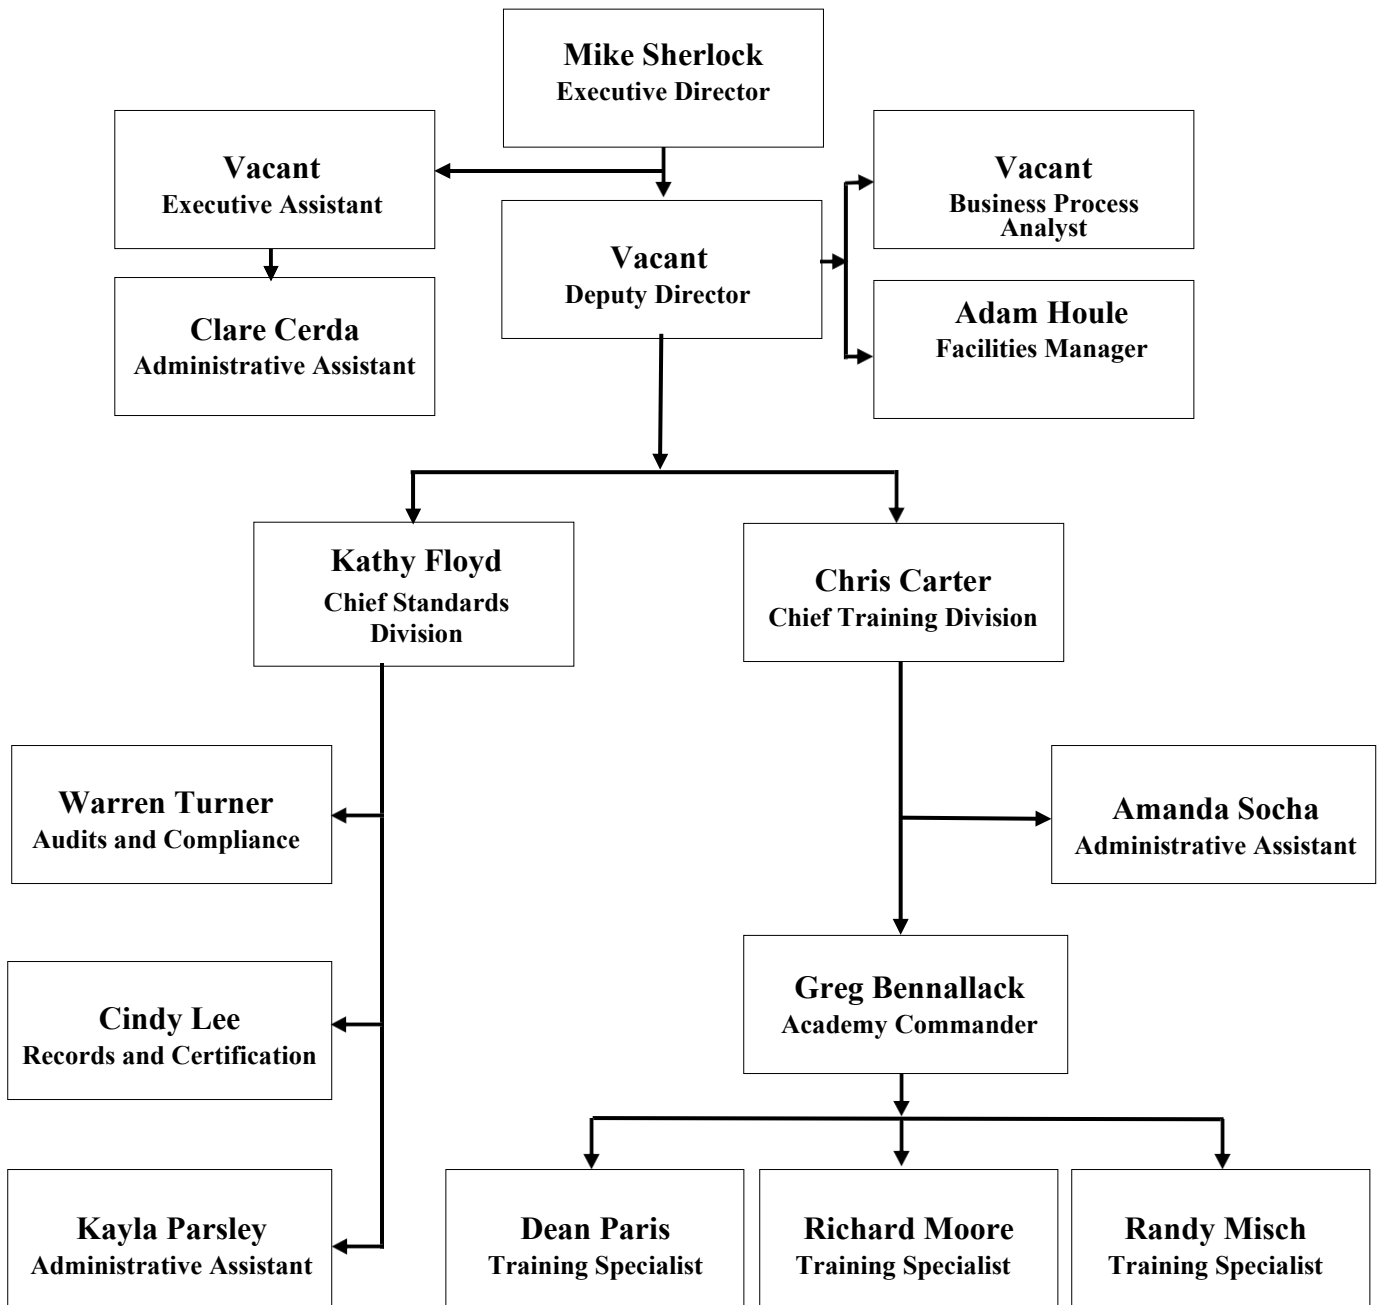 Mike Sherlock
Executive Director
Vacant
Executive Assistant
Vacant
Business Process
Analyst
Vacant
Deputy Director
Clare Cerda
Administrative Assistant
Adam Houle
Facilities Manager
Kathy Floyd
Chief Standards
Division
Chris Carter
Chief Training Division
Warren Turner
Audits and Compliance
Amanda Socha
Administrative Assistant
Cindy Lee
Records and Certification
Greg Bennallack
Academy Commander
Kayla Parsley
Administrative Assistant
Dean Paris
Training Specialist
Richard Moore
Training Specialist
Randy Misch
Training Specialist